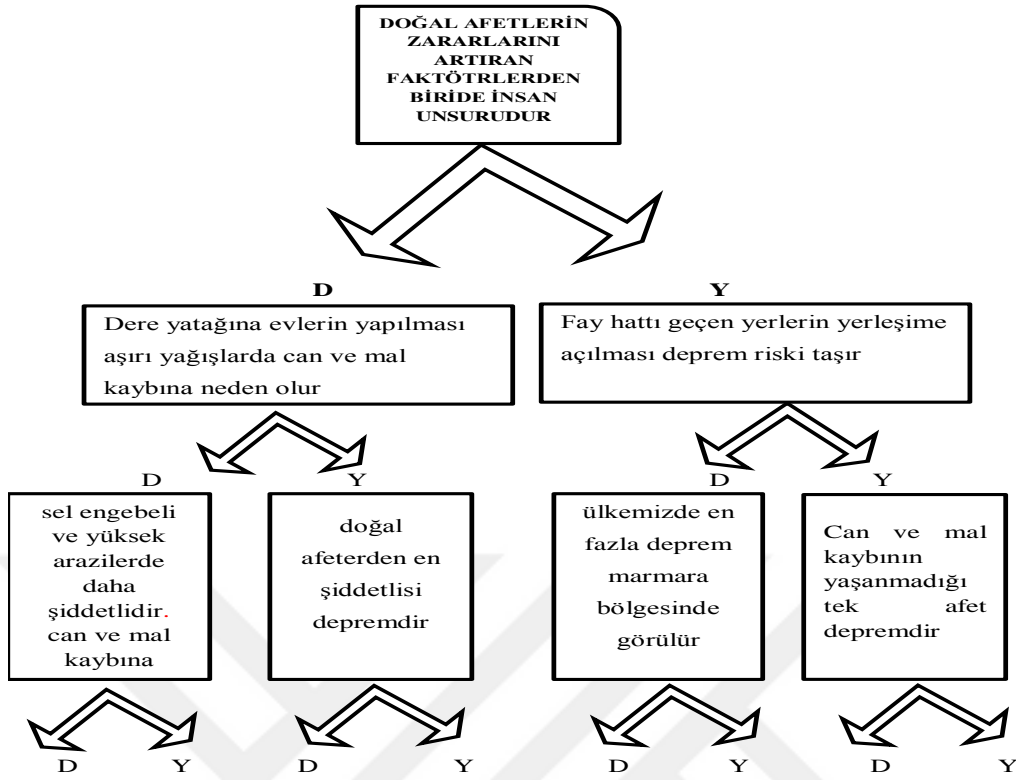 DOĞAL AFETLERİN
ZARARLARINI
ARTIRAN
FAKTÖTRLERDEN
BİRİDE İNSAN
UNSURUDUR
D
Y
Dere yatağına evlerin yapılması
aşırı yağışlarda can ve mal
kaybına neden olur
Fay hattı geçen yerlerin yerleşime
açılması deprem riski taşır
D
Y
D
Y
sel engebeli
ve yüksek
arazilerde
daha
şiddetlidir.
can ve mal
kaybına
doğal
afeterden en
şiddetlisi
depremdir
ülkemizde en
fazla deprem
marmara
bölgesinde
görülür
Can ve mal
kaybının
yaşanmadığı
tek afet
depremdir
D
Y
D
Y
D
Y
D
Y